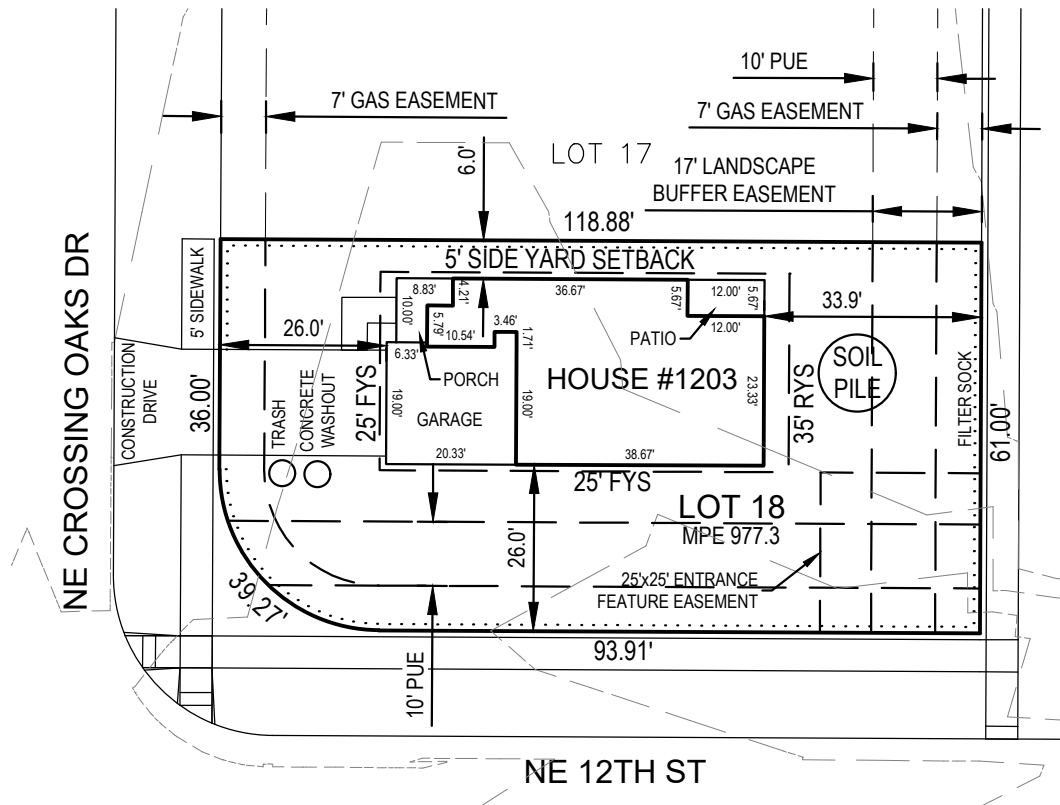 10' PUE
7' GAS EASEMENT
7' GAS EASEMENT
LOT 17
17' LANDSCAPE
BUFFER EASEMENT
6.0'
118.88'
5' SIDE YARD SETBACK
5' SIDEWALK
8.83'
4.21'
36.67'
5.67'
12.00'
5.67'
33.9'
10.00'
5.79'
3.46'
12.00'
PATIO
26.0'
10.54'
1.71'
6.33'
PORCH
HOUSE #1203
SOIL
PILE
NE CROSSING OAKS DR
CONSTRUCTION
DRIVE
36.00'
TRASH
CONCRETE
WASHOUT
25' FYS
19.00'
GARAGE
19.00'
23.33'
35' RYS
FILTER SOCK
61.00'
20.33'
38.67'
25' FYS
LOT 18
MPE 977.3
26.0'
25'x25' ENTRANCE
FEATURE EASEMENT
39.27'
93.91'
10' PUE
NE 12TH ST